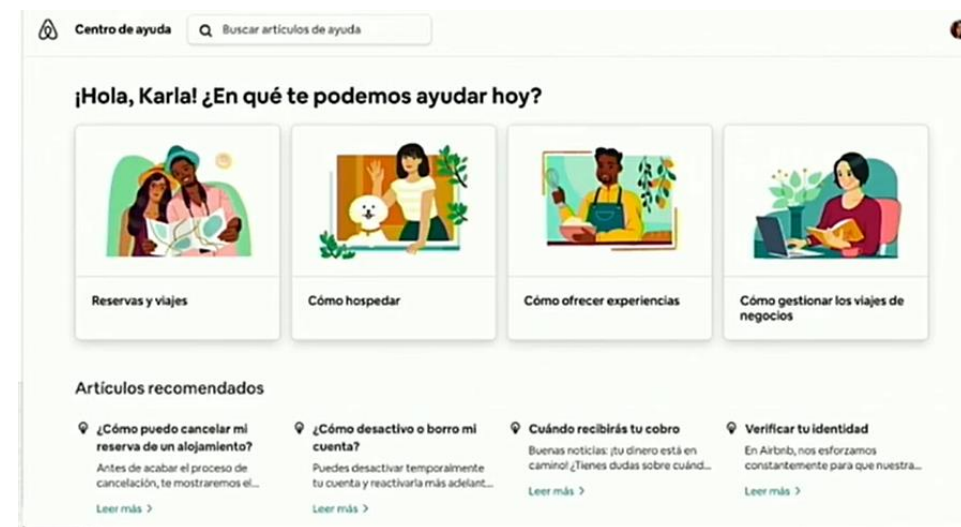 Centro de ayuda
Buscar artículos de ayuda
¡Hola, Karla! ¿En qué te podemos ayudar hoy?
Reservas y viajes
Cómo hospedar
Cómo ofrecer experiencias
Cómo gestionar los viajes de
negocios
Artículos recomendados
¿Cómo puedo cancelar mi
reserva de un alojamiento?
Antes de acabar el proceso de
cancelación, te mostraremos el...
Leer más >
¿Cómo desactivo o borro mi
cuenta?
Puedes desactivar temporalmente
tu cuenta y reactivarla más adelant...
Leer más >
Cuándo recibirás tu cobro
Buenas noticias: ¡tu dinero está en
camino! ¿Tienes dudas sobre cuánd...
Leer más >
Verificar tu identidad
En Airbnb, nos esforzamos
constantemente para que nuestra...
Leer más >